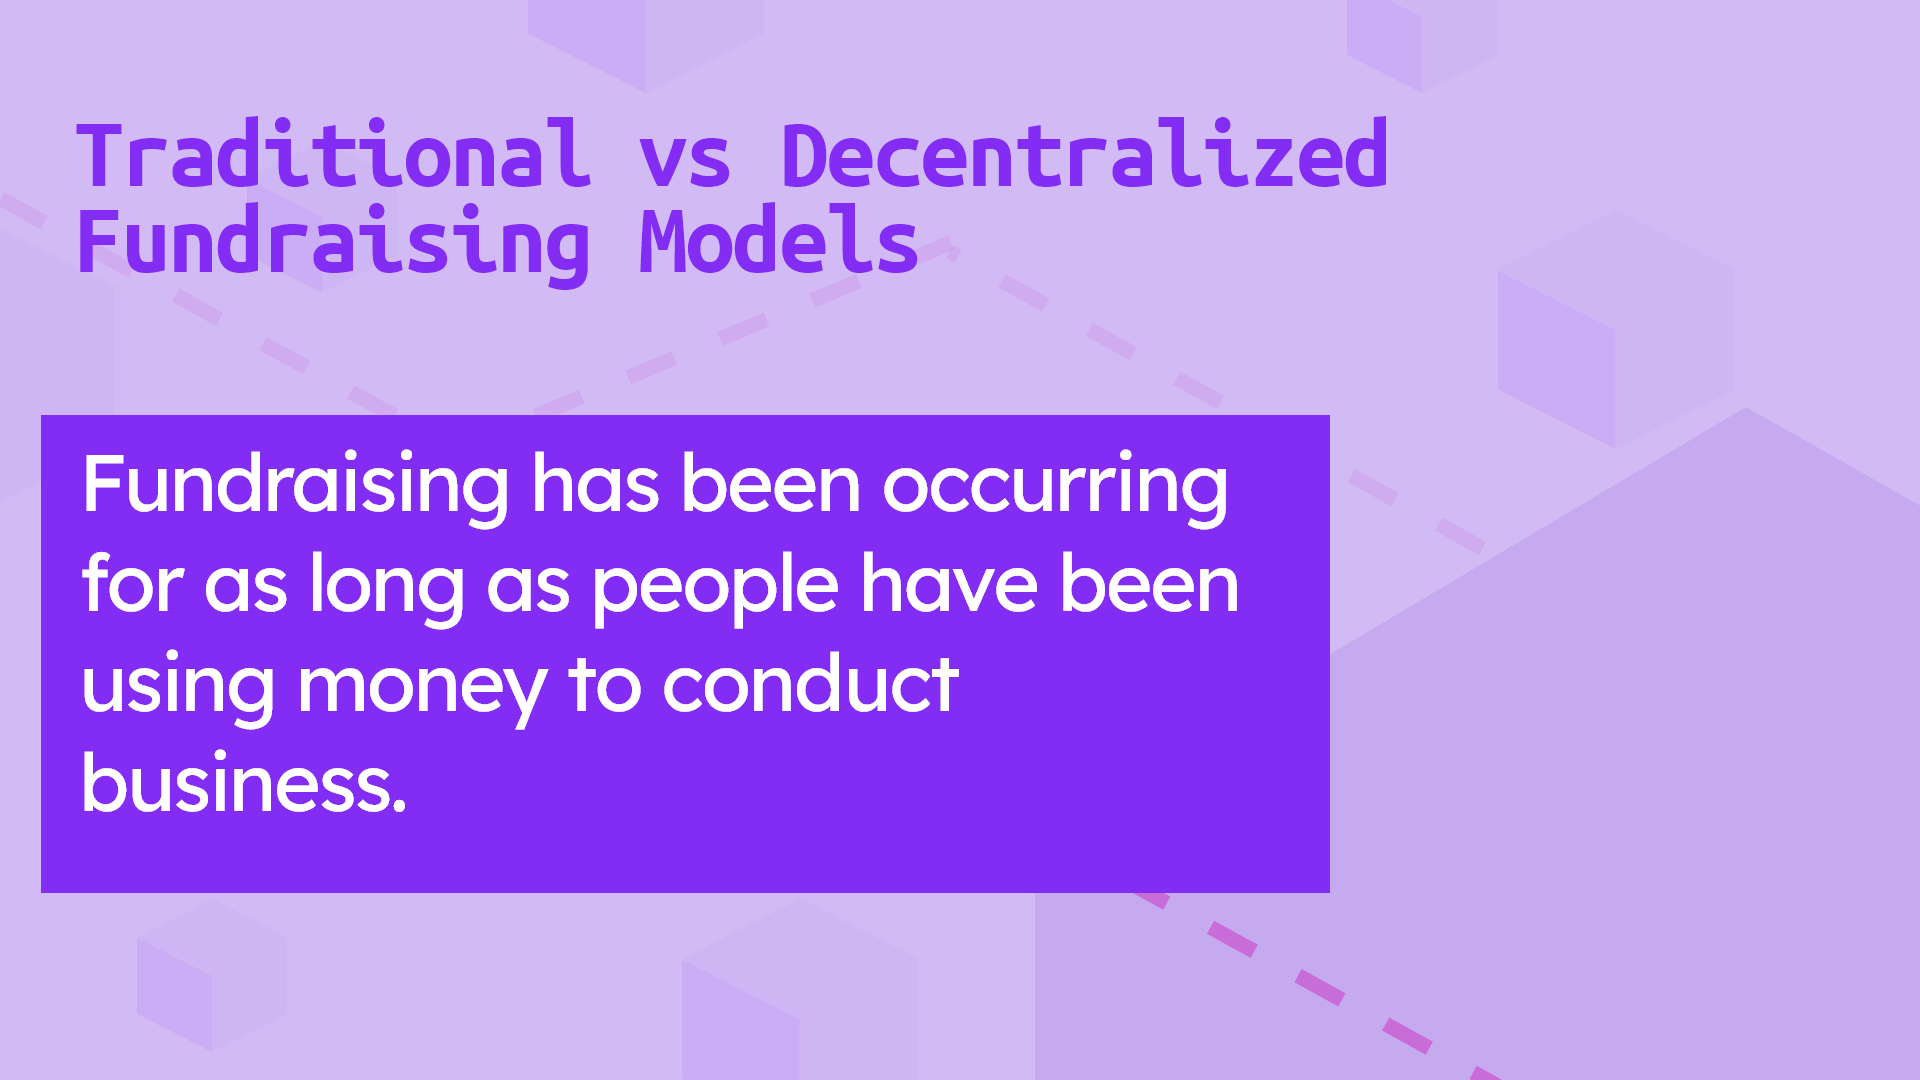 Traditional vs Decentralized
Fundraising Models
Fundraising has been occurring
for as long as people have been
using money to conduct
business.